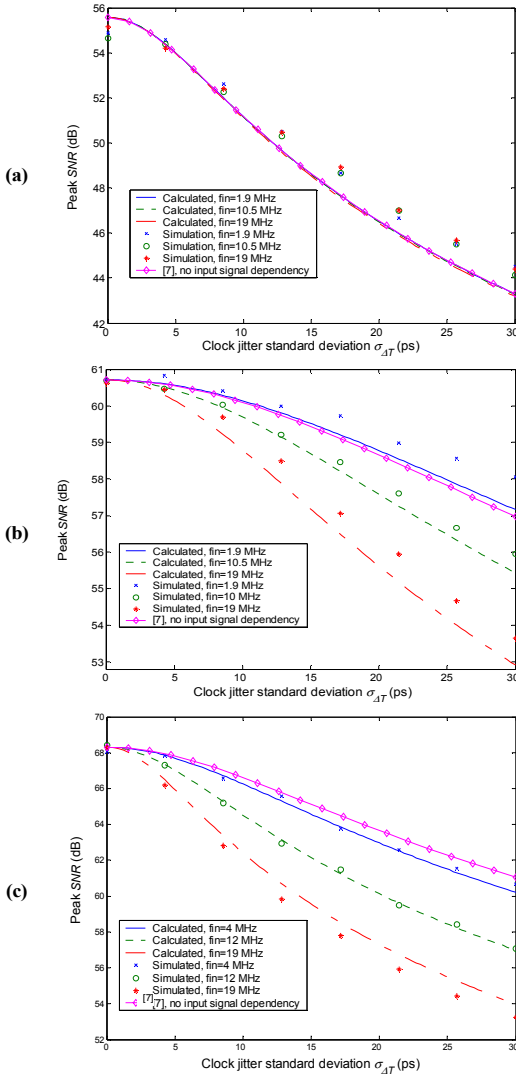 (a)
Peak SNR (dB)
56
54
52
50
48
46
44
42
Calculated, fin=1.9 MHz
Calculated, fin=10.5 MHz
Calculated, fin=19 MHz
Simulation, fin=1.9 MHz
Simulation, fin=10.5 MHz
Simulation, fin=19 MHz
[7], no input signal dependency
0 5 10 15 20 25 30
Clock jitter standard deviation σΔT (ps)
(b)
Peak SNR (dB)
61
60
59
58
57
56
55
54
53
Calculated, fin=1.9 MHz
Calculated, fin=10.5 MHz
Calculated, fin=19 MHz
Simulated, fin=1.9 MHz
Simulated, fin=10 MHz
Simulated, fin=19 MHz
[7], no input signal dependency
0 5 10 15 20 25 30
Clock jitter standard deviation σΔT (ps)
(c)
Peak SNR (dB)
70
68
66
64
62
60
58
56
54
52
Calculated, fin=4 MHz
Calculated, fin=12 MHz
Calculated, fin=19 MHz
Simulated, fin=4 MHz
Simulated, fin=12 MHz
Simulated, fin=19 MHz
[7][7], no input signal dependency
0 5 10 15 20 25 30
Clock jitter standard deviation σΔT (ps)